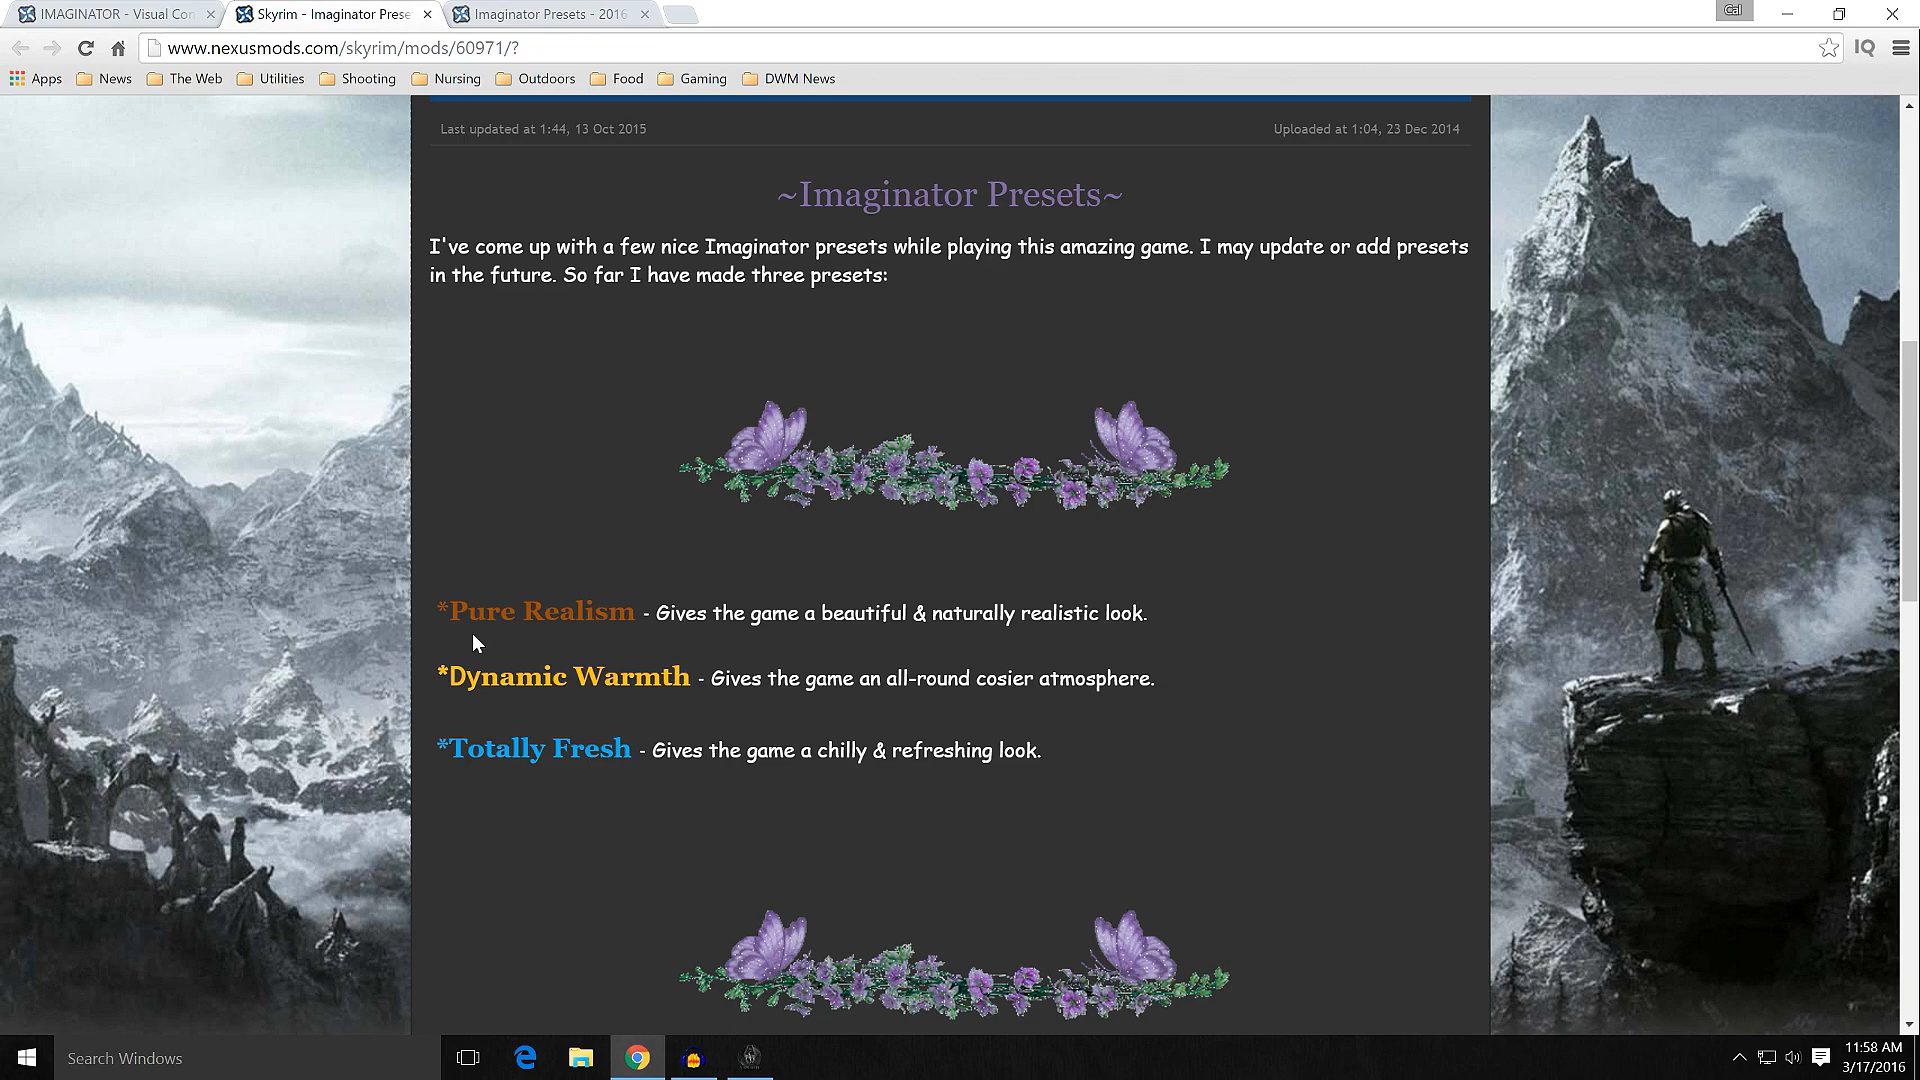 IMAGINATOR - Visual Con
Skyrim - Imaginator Prese
Imaginator Presets - 2016
Cal
www.nexusmods.com/skyrim/mods/60971/?
IQ
Apps
News
The Web
Utilities
Shooting
Nursing
Outdoors
Food
Gaming
DWM News
Last updated at 1:44, 13 Oct 2015
Uploaded at 1:04, 23 Dec 2014
~Imaginator Presets~
I've come up with a few nice Imaginator presets while playing this amazing game. I may update or add presets
in the future. So far I have made three presets:
*Pure Realism - Gives the game a beautiful & naturally realistic look.
*Dynamic Warmth - Gives the game an all-round cosier atmosphere.
*Totally Fresh - Gives the game a chilly & refreshing look.
Search Windows
11:58 AM
3/17/2016